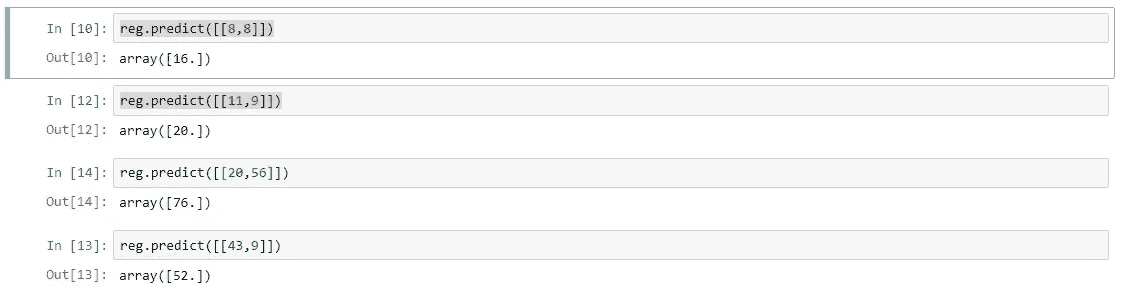 In [10]: reg.predict([[8,8]])
Out[10]: array([16.])
In [12]: reg.predict([[11,9]])
Out[12]: array([20.])
In [14]: reg.predict([[20,56]])
Out[14]: array([76.])
In [13]: reg.predict([[43,9]])
Out[13]: array([52.])